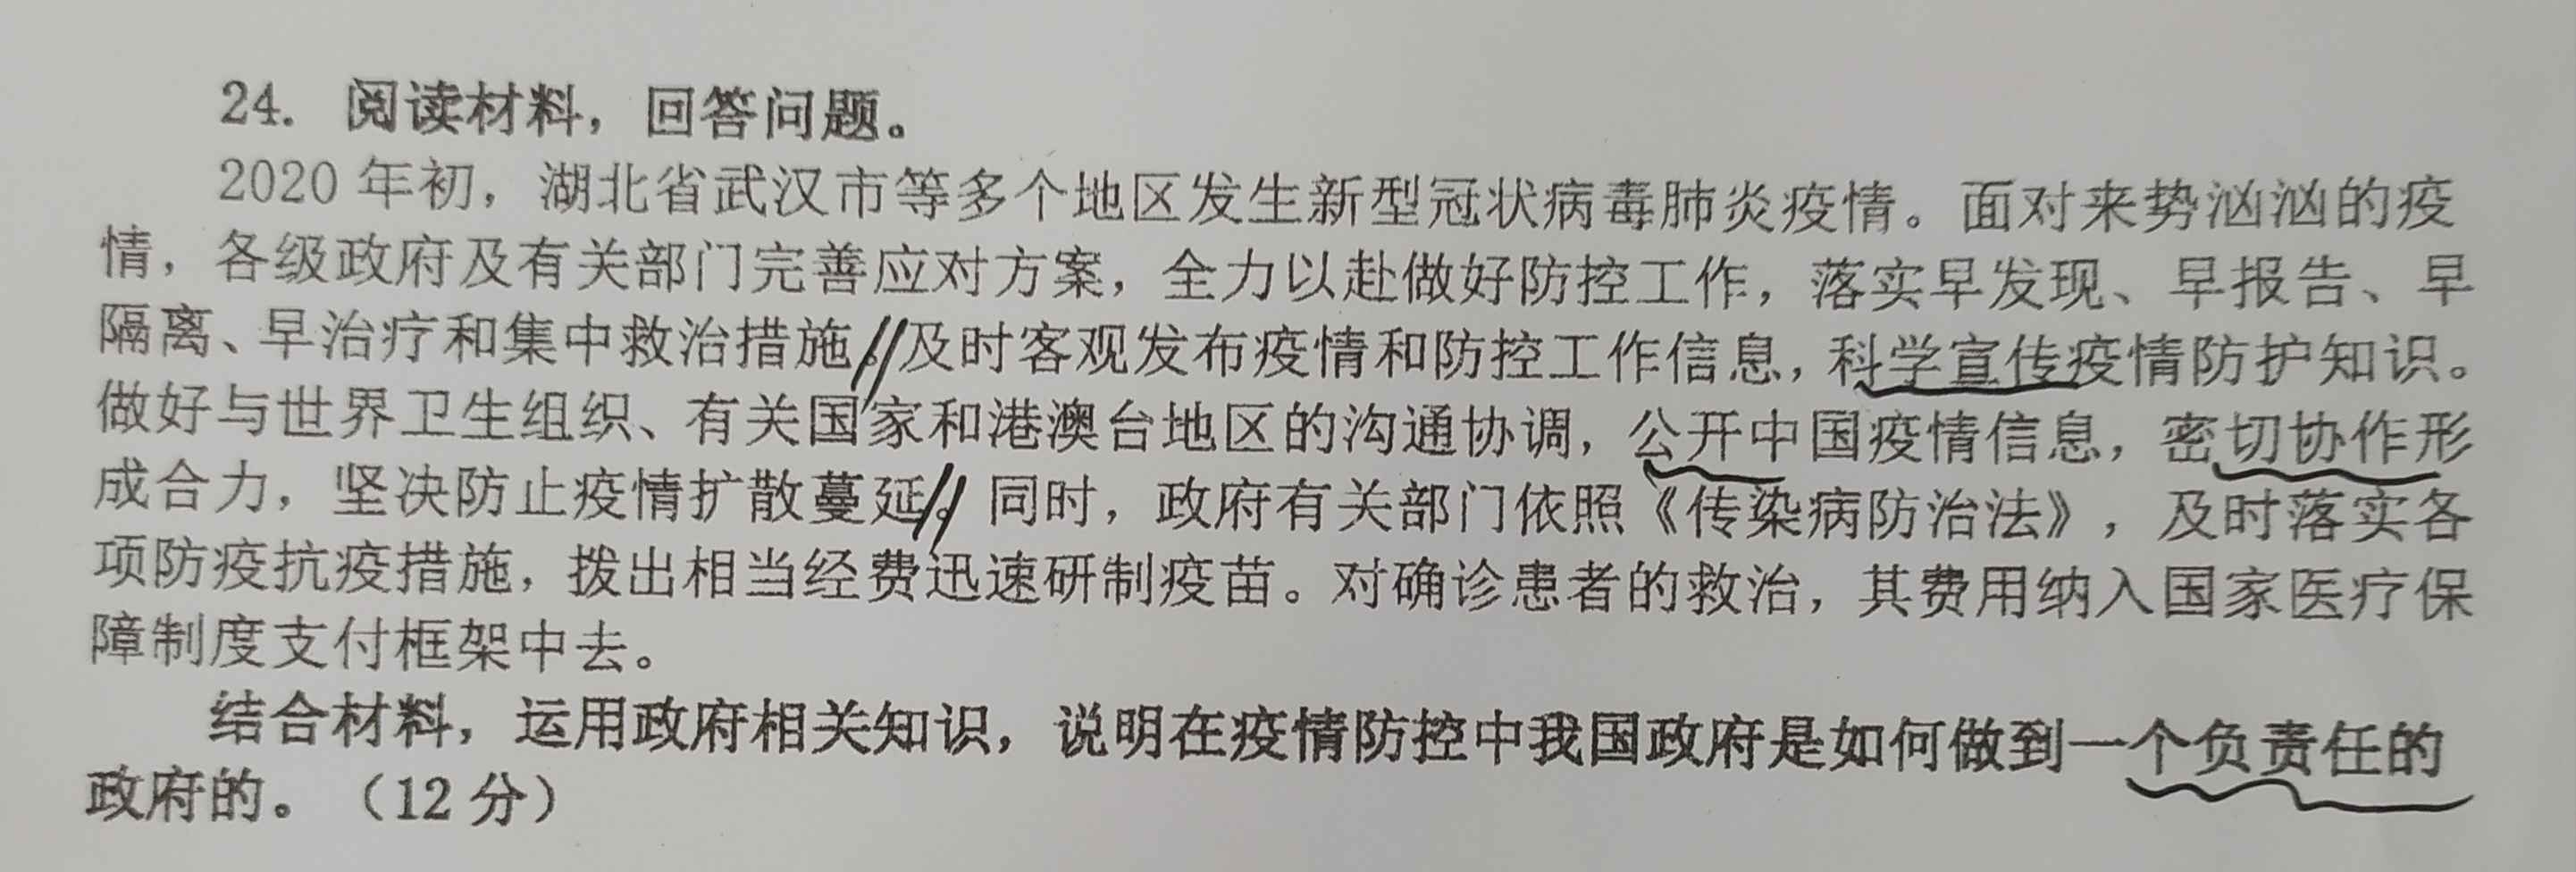 24. 阅读材料，回答问题。
2020 年初，湖北省武汉市等多个地区发生新型冠状病毒肺炎疫情。面对来势汹汹的疫
情，各级政府及有关部门完善应对方案，全力以赴做好防控工作，落实早发现、早报告、早
隔离、早治疗和集中救治措施。及时客观发布疫情和防控工作信息，科学宣传疫情防护知识。
做好与世界卫生组织、有关国家和港澳台地区的沟通协调，公开中国疫情信息，密切协作形
成合力，坚决防止疫情扩散蔓延。同时，政府有关部门依照《传染病防治法》，及时落实各
项防疫抗疫措施，拨出相当经费迅速研制疫苗。对确诊患者的救治，其费用纳入国家医疗保
障制度支付框架中去。
结合材料，运用政府相关知识，说明在疫情防控中我国政府是如何做到一个负责任的
政府的。（12 分）